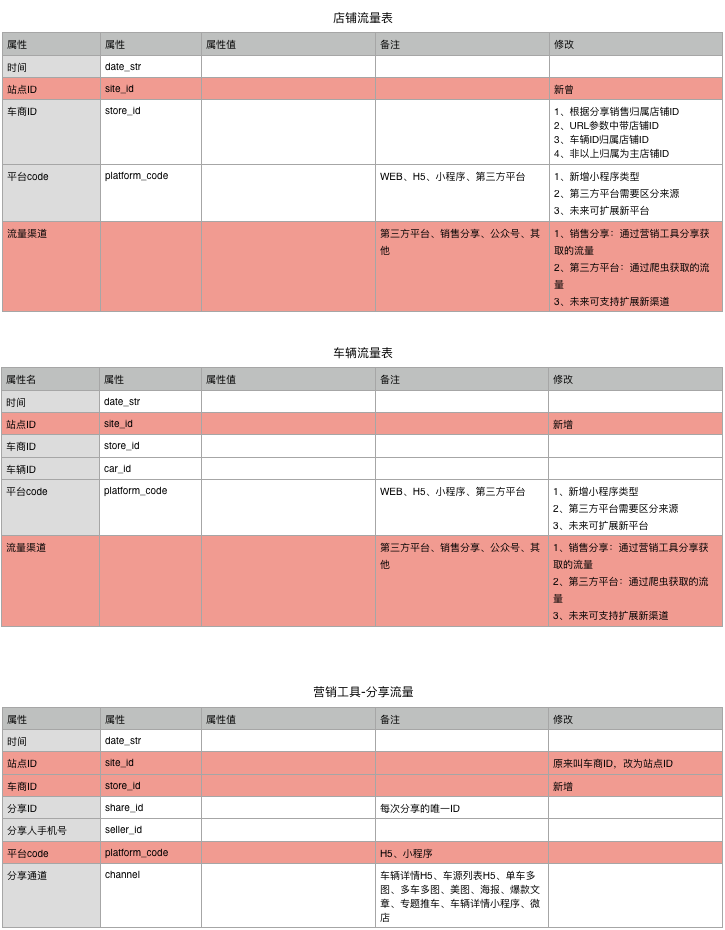 店铺流量表
属性 属性 属性值 备注 修改
时间 date_str
站点ID site_id 新曾
车商ID store_id 1、根据分享销售归属店铺ID
2、URL参数中带店铺ID
3、车辆ID归属店铺ID
4、非以上归属为主店铺ID
平台code platform_code WEB、H5、小程序、第三方平台 1、新增小程序类型
2、第三方平台需要区分来源
3、未来可扩展新平台
流量渠道 第三方平台、销售分享、公众号、其 1、销售分享：通过营销工具分享获
他 取的流量
2、第三方平台：通过爬虫获取的流
量
3、未来可支持扩展新渠道
车辆流量表
属性名 属性 属性值 备注 修改
时间 date_str
站点ID site_id 新增
车商ID store_id
车辆ID car_id
平台code platform_code WEB、H5、小程序、第三方平台 1、新增小程序类型
2、第三方平台需要区分来源
3、未来可扩展新平台
流量渠道 第三方平台、销售分享、公众号、其 1、销售分享：通过营销工具分享获
他 取的流量
2、第三方平台：通过爬虫获取的流
量
3、未来可支持扩展新渠道
营销工具-分享流量
属性 属性 属性值 备注 修改
时间 date_str
站点ID site_id 原来叫车商ID，改为站点ID
车商ID store_id 新增
分享ID share_id 每次分享的唯一ID
分享人手机号 seller_id
平台code platform_code H5、小程序
分享通道 channel 车辆详情H5、车源列表H5、单车多
图、多车多图、美图、海报、爆款文
章、专题推车、车辆详情小程序、微
店